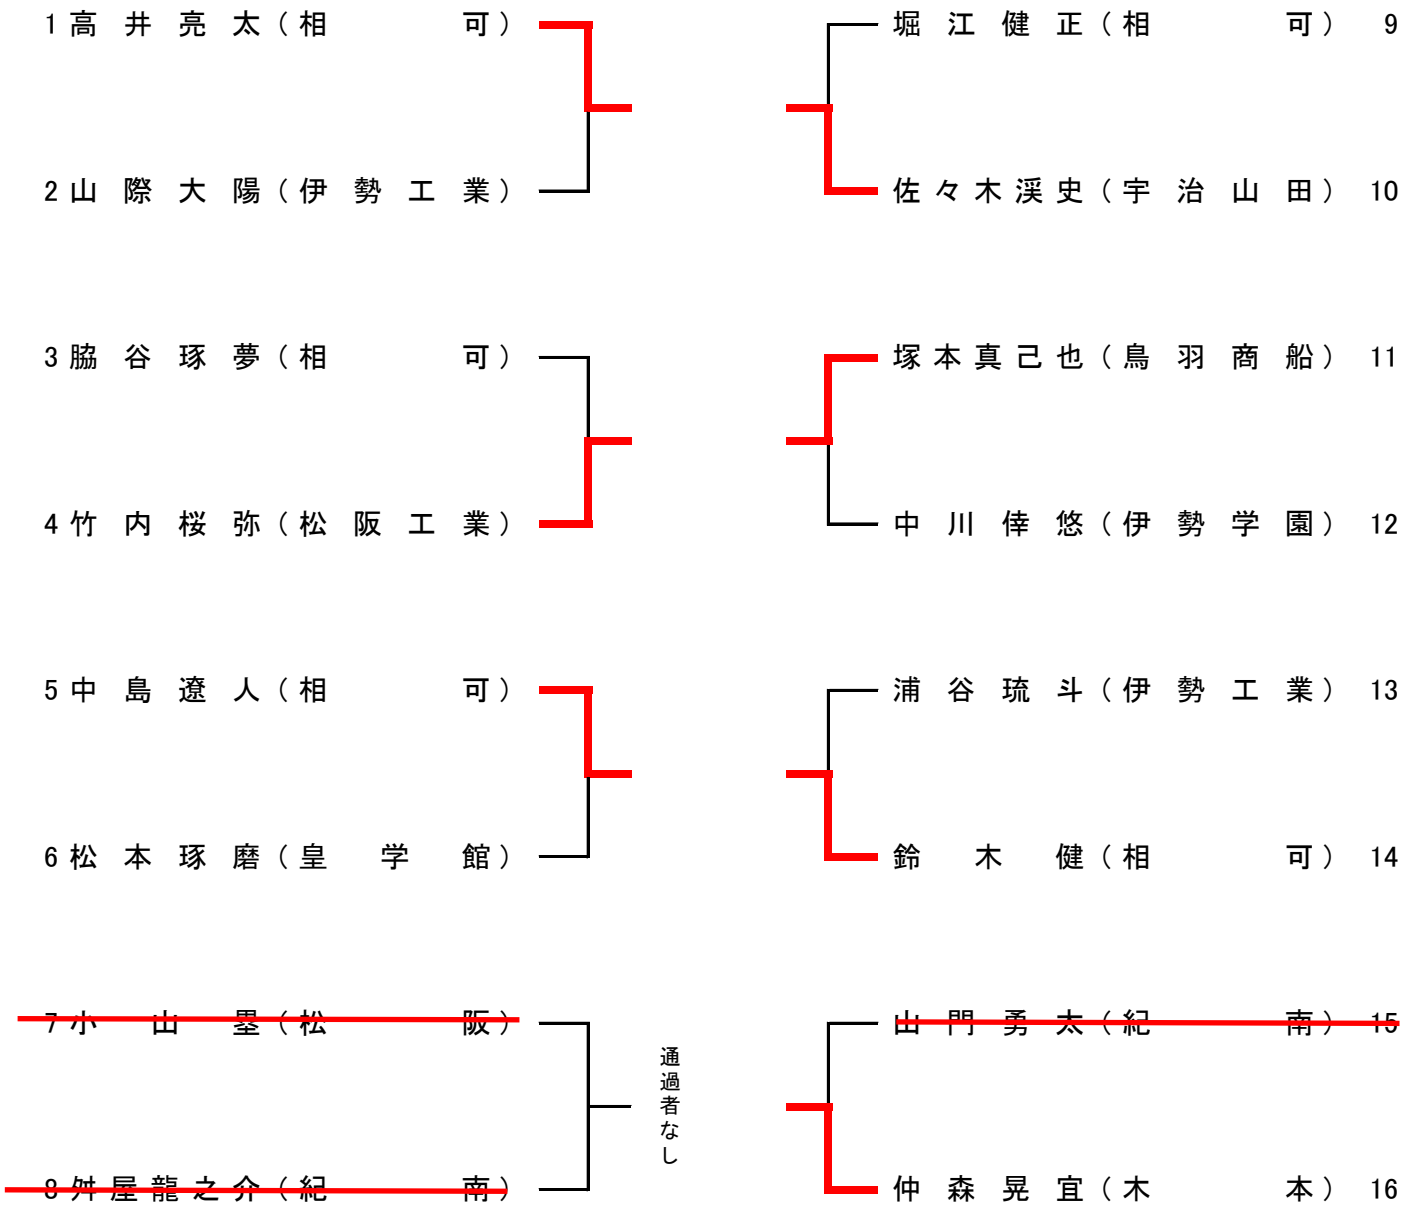 1 高井亮太(相可)
2 山際大陽(伊勢工業)
3 脇谷琢夢(相可)
4 竹内桜弥(松阪工業)
5 中島遼人(相可)
6 松本琢磨(皇学館)
7 小山塁(松阪)
8 舛屋龍之介(紀南)
通過者なし
堀江健正(相可) 9
佐々木渓史(宇治山田) 10
塚本真己也(鳥羽商船) 11
中川倖悠(伊勢学園) 12
浦谷琉斗(伊勢工業) 13
鈴木健(相可) 14
山門勇太(紀南) 15
仲森晃宜(木本) 16